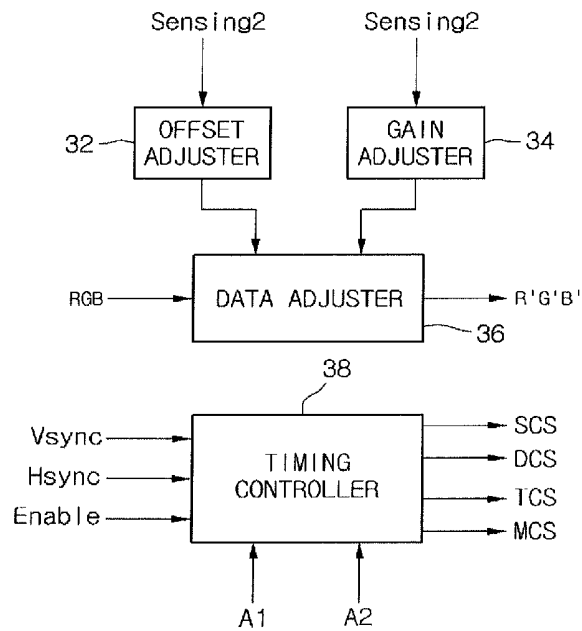 Sensing2 Sensing2
32 OFFSET ADJUSTER
GAIN ADJUSTER 34
RGB DATA ADJUSTER R'G'B'
36
38
Vsync
Hsync
Enable
TIMING
CONTROLLER
SCS
DCS
TCS
MCS
A1 A2